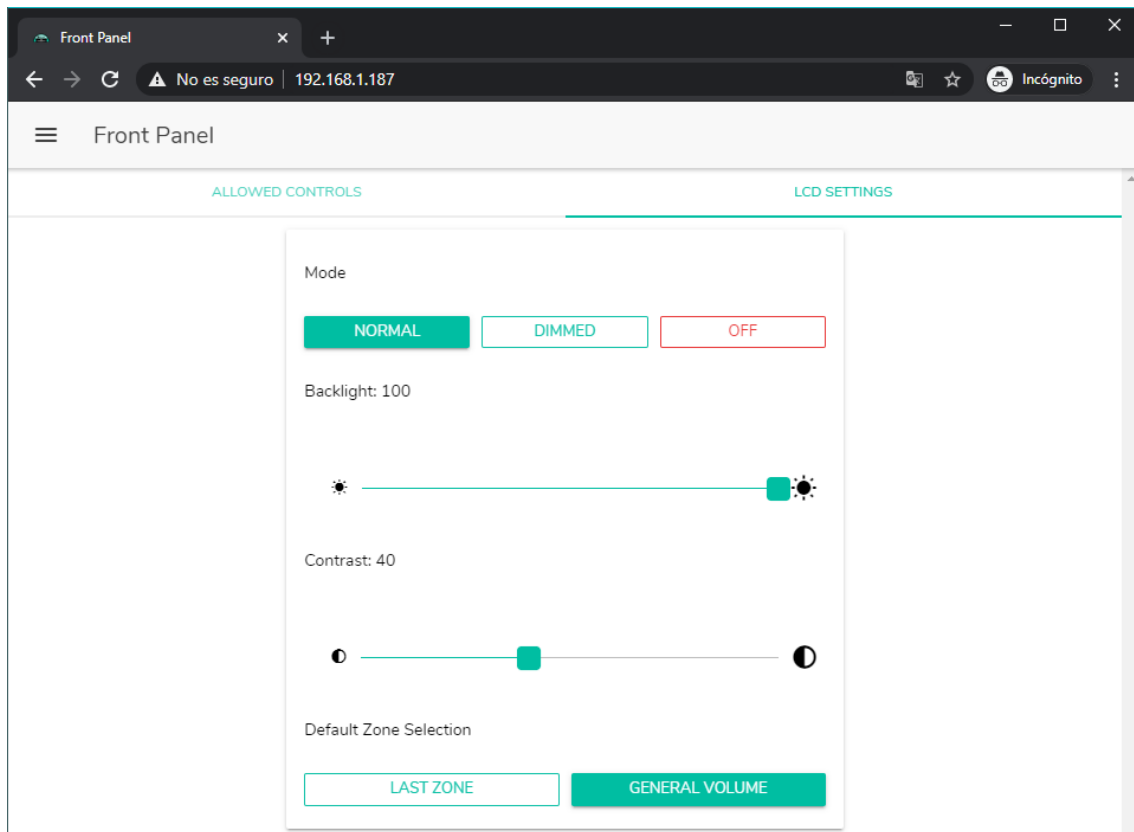 Front Panel
No es seguro 192.168.1.187
Incógnito
Front Panel
ALLOWED CONTROLS LCD SETTINGS
Mode
NORMAL DIMMED OFF
Backlight: 100
Contrast: 40
Default Zone Selection
LAST ZONE GENERAL VOLUME